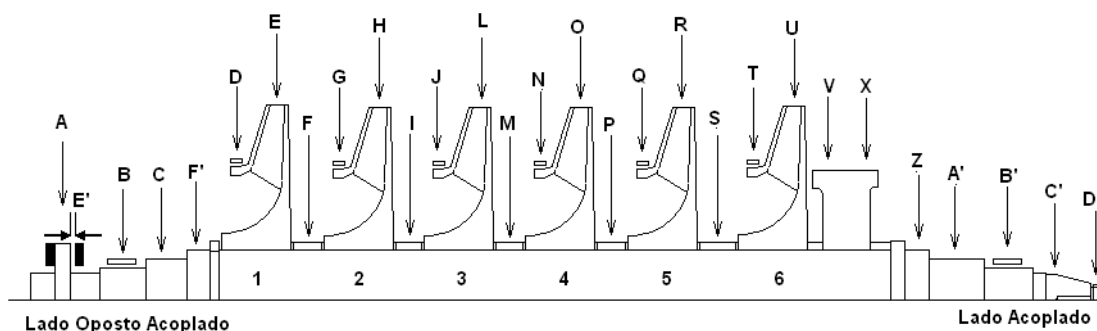 E H L O R U
D G J N Q T V X
A F I M P S
E' B C F' Z A' B' C' D
1 2 3 4 5 6
Lado Oposto Acoplado Lado Acoplado